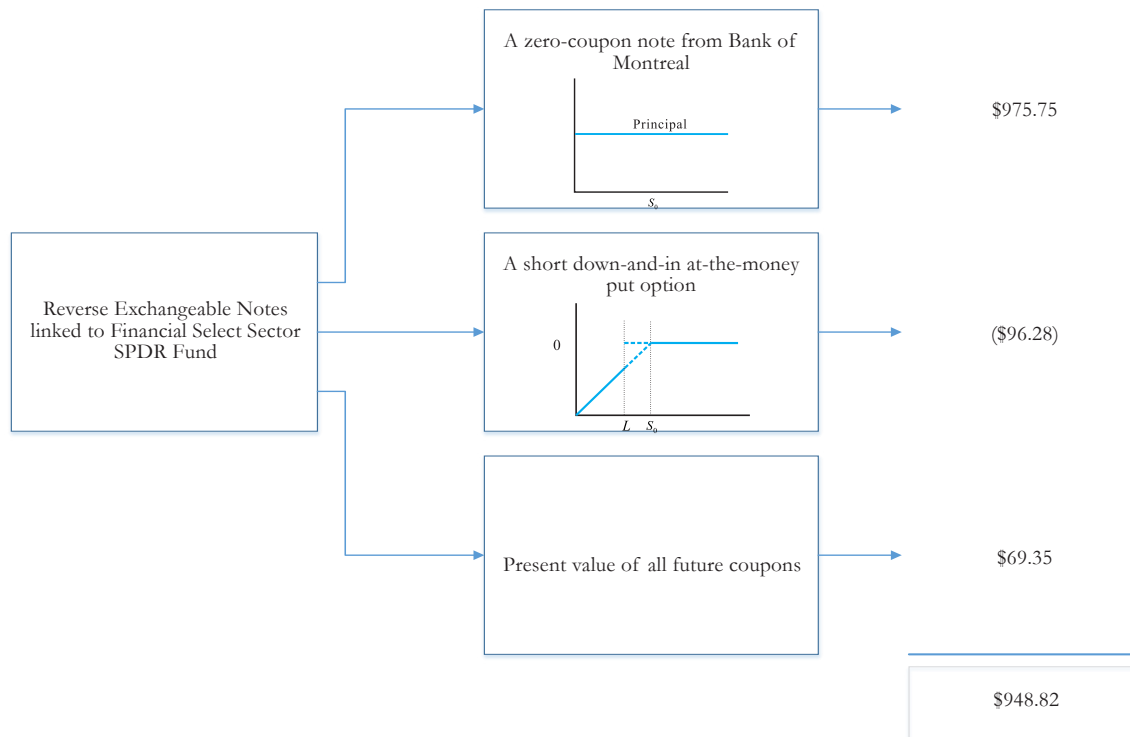 A zero-coupon note from Bank of
Montreal
Principal
S₀
$975.75
Reverse Exchangeable Notes
linked to Financial Select Sector
SPDR Fund
A short down-and-in at-the-money
put option
0
L S₀
($96.28)
Present value of all future coupons
$69.35
$948.82